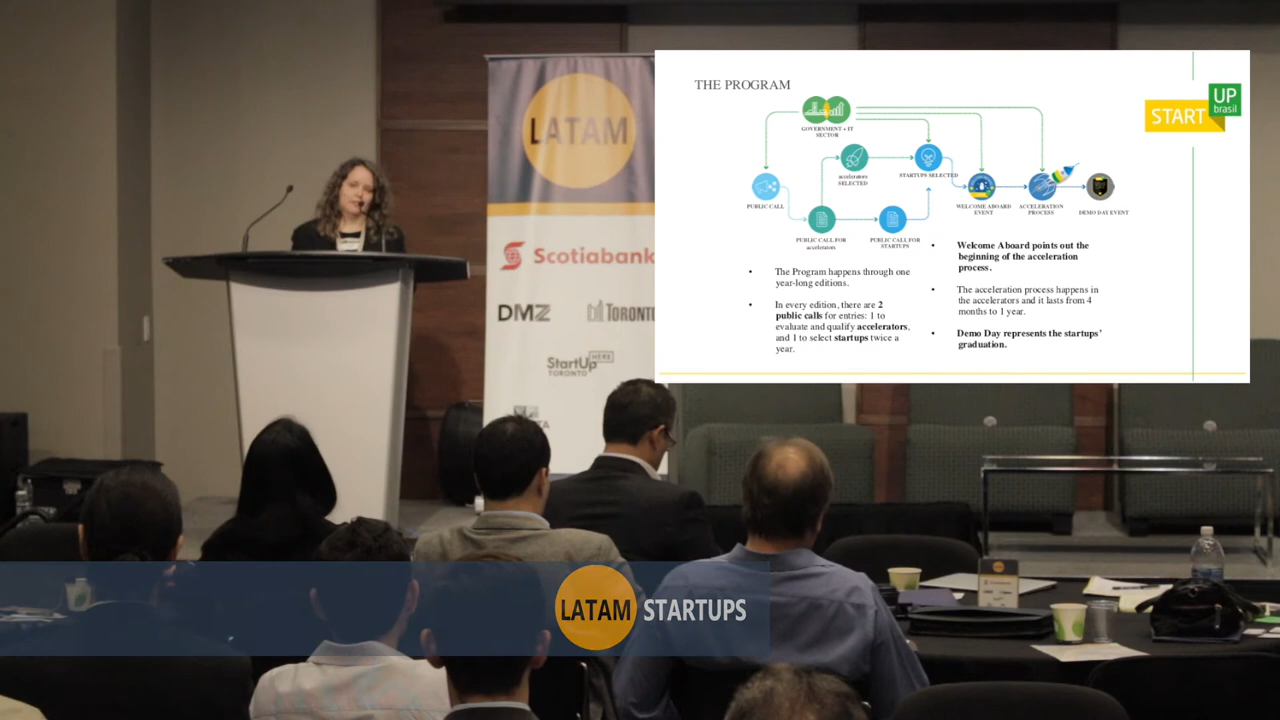 LATAM
Scotiabank
DMZ
TORONTO
StartUp HERE
TORONTO
THE PROGRAM
START UP
brasil
GOVERNMENT + IT
SECTOR
accelerators
SELECTED
STARTUPS SELECTED
PUBLIC CALL
WELCOME ABOARD
EVENT
ACCELERATION
PROCESS
DEMO DAY EVENT
PUBLIC CALL FOR
accelerators
PUBLIC CALL FOR
STARTUPS
• The Program happens through one
year-long editions.
• In every edition, there are 2
public calls for entries: 1 to
evaluate and qualify accelerators,
and 1 to select startups twice a
year.
• Welcome Aboard points out the
beginning of the acceleration
process.
• The acceleration process happens in
the accelerators and it lasts from 4
months to 1 year.
• Demo Day represents the startups'
graduation.
LATAM STARTUPS